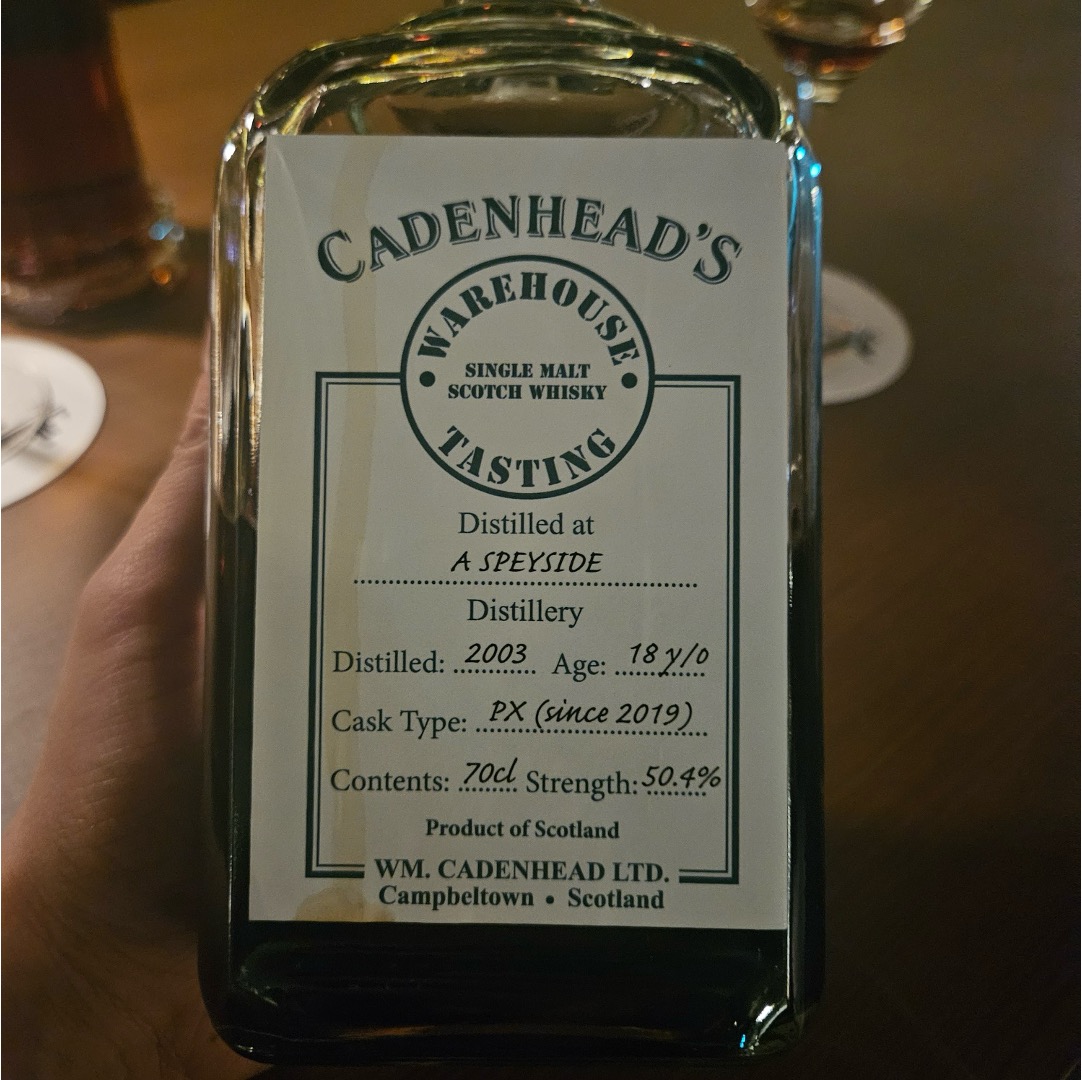 CADENHEAD'S
WAREHOUSE
SINGLE MALT
SCOTCH WHISKY
TASTING
Distilled at
A SPEYSIDE
Distillery
Distilled: 2003 Age: 18 y/o
Cask Type: PX (since 2019)
Contents: 70cl Strength: 50.4%
Product of Scotland
WM. CADENHEAD LTD.
Campbeltown • Scotland